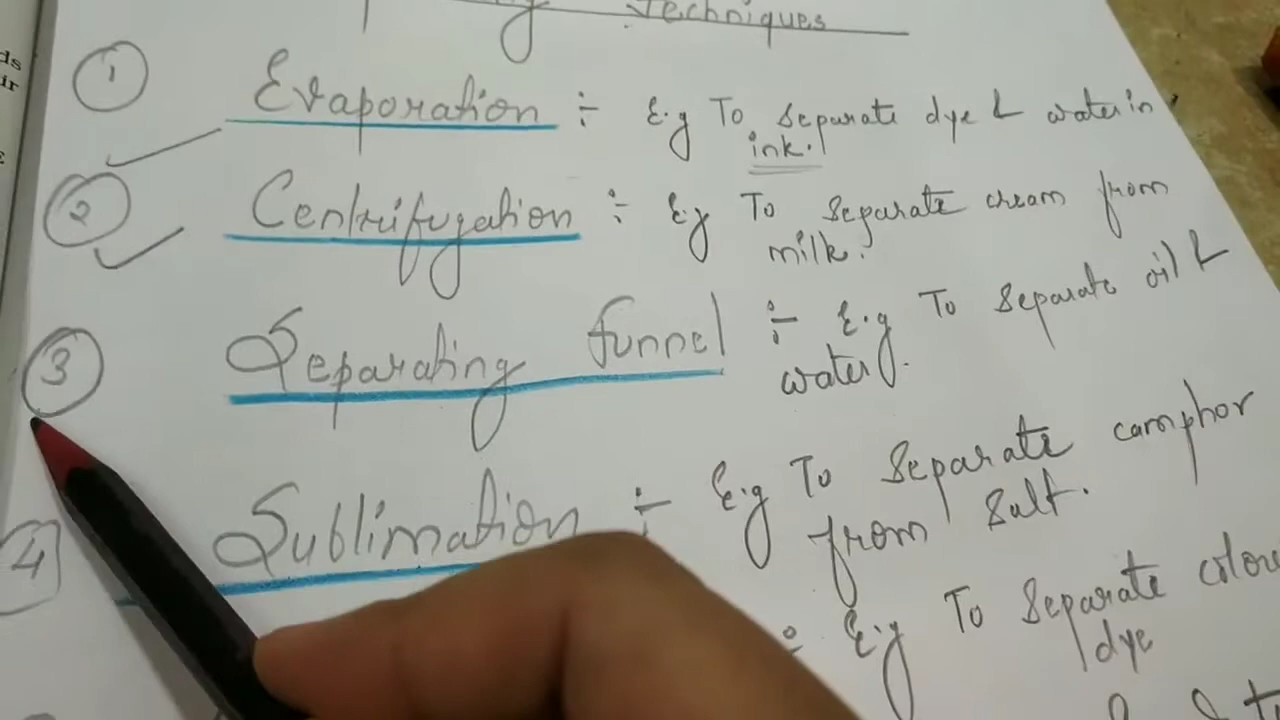 Techniques
1 Evaporation ÷ E.g To separate dye & water in
ink.
2 Centrifugation ÷ Eg To separate cream from
milk.
3 Separating funnel ÷ E.g To separate oil &
water.
4 Sublimation ÷ E.g To separate camphor
from salt.
÷ E.g To separate
dye